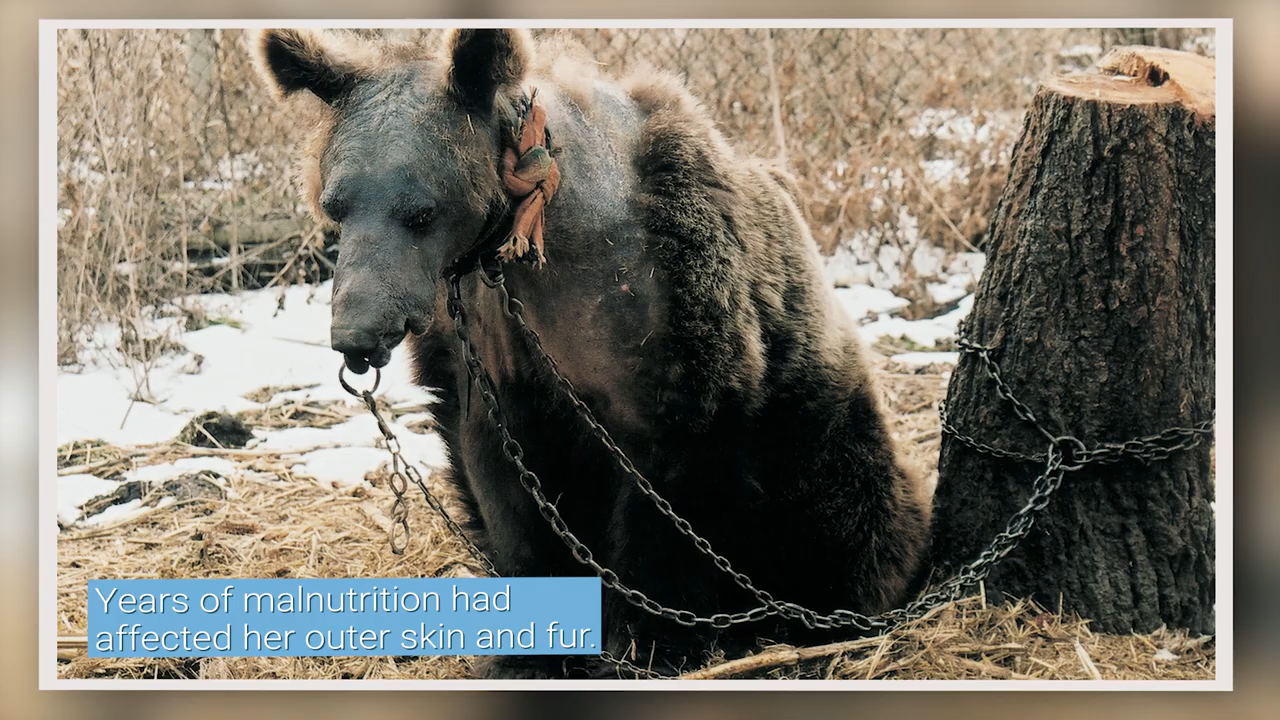 Years of malnutrition had
affected her outer skin and fur.